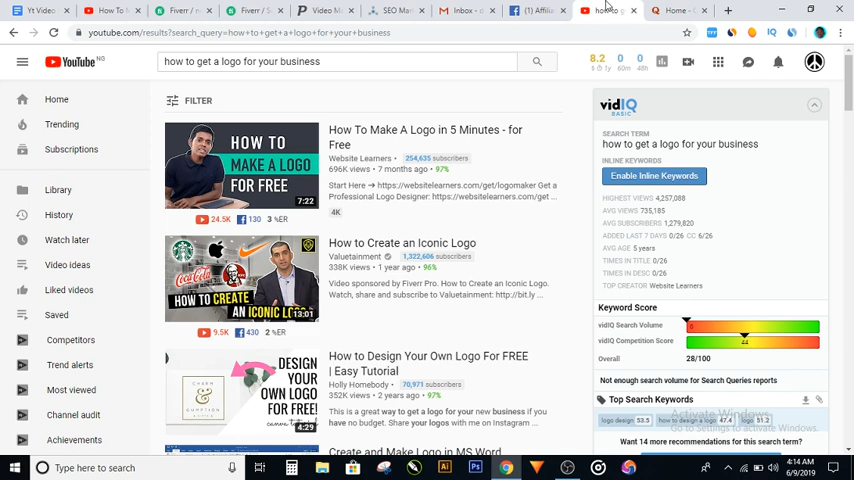 Yt Video
How To M
Fiverr / 
Fiverr / S
Video M
SEO Man
Gmail
Inbox -
(1) Affilia
how to g
Home -
youtube.com/results?search_query=how+to+get+a+logo+for+your+business
YouTube NG
how to get a logo for your business
8.2 0 0
1y 60m 48h
Home
Trending
Subscriptions
Library
History
Watch later
Video ideas
Liked videos
Saved
Competitors
Trend alerts
Most viewed
Channel audit
Achievements
FILTER
HOW TO
MAKE A LOGO
FOR FREE
7:22
24.5K 130 3 %ER
How To Make A Logo in 5 Minutes - for
Free
Website Learners • 254,635 subscribers
696K views • 7 months ago • 97%
Start Here ➔ https://websitelearners.com/get/logomaker Get a
Professional Logo Designer: https://websitelearners.com/get ...
4K
Coca-Cola
KFC
HOW TO CREATE
AN ICONIC LOGO
13:01
9.5K 430 2 %ER
How to Create an Iconic Logo
Valuetainment 1,322,606 subscribers
338K views • 1 year ago • 96%
Video sponsored by Fiverr Pro. How to Create an Iconic Logo.
Watch, share and subscribe to Valuetainment: http://bit.ly ...
DESIGN
YOUR OWN
LOGO
FOR FREE!
CHARM
&
GUMPTION
canva tutorial
4:29
How to Design Your Own Logo For FREE
| Easy Tutorial
Holly Homebody • 70,971 subscribers
352K views • 2 years ago • 97%
This is a great way to get a logo for your new business if you
have no budget. Share your logos with me on Instagram ...
Create and Make Logo in MS Word
vidIQ
BASIC
SEARCH TERM
how to get a logo for your business
INLINE KEYWORDS
Enable Inline Keywords
HIGHEST VIEWS 4,257,088
AVG VIEWS 735,185
AVG SUBSCRIBERS 1,279,820
ADDED LAST 7 DAYS 0/26 CC 6/26
AVG AGE 5 years
TIMES IN TITLE 0/26
TIMES IN DESC 0/26
TOP CREATOR Website Learners
Keyword Score
vidIQ Search Volume 0
vidIQ Competition Score 44
Overall 28/100
Not enough search volume for Search Queries reports
Top Search Keywords
logo design 53.5 how to design a logo 47.4 logo 51.2
Want 14 more recommendations for this search term?
Activate Windows
Go to Settings to activate Windows.
Type here to search
4:14 AM
6/9/2019